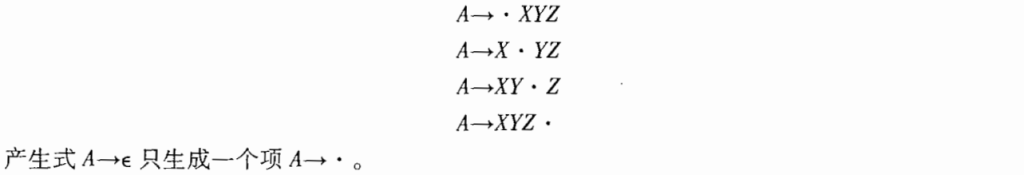 A→· XYZ
A→X · YZ
A→XY · Z
A→XYZ ·
产生式 A→ϵ 只生成一个项 A→ · 。